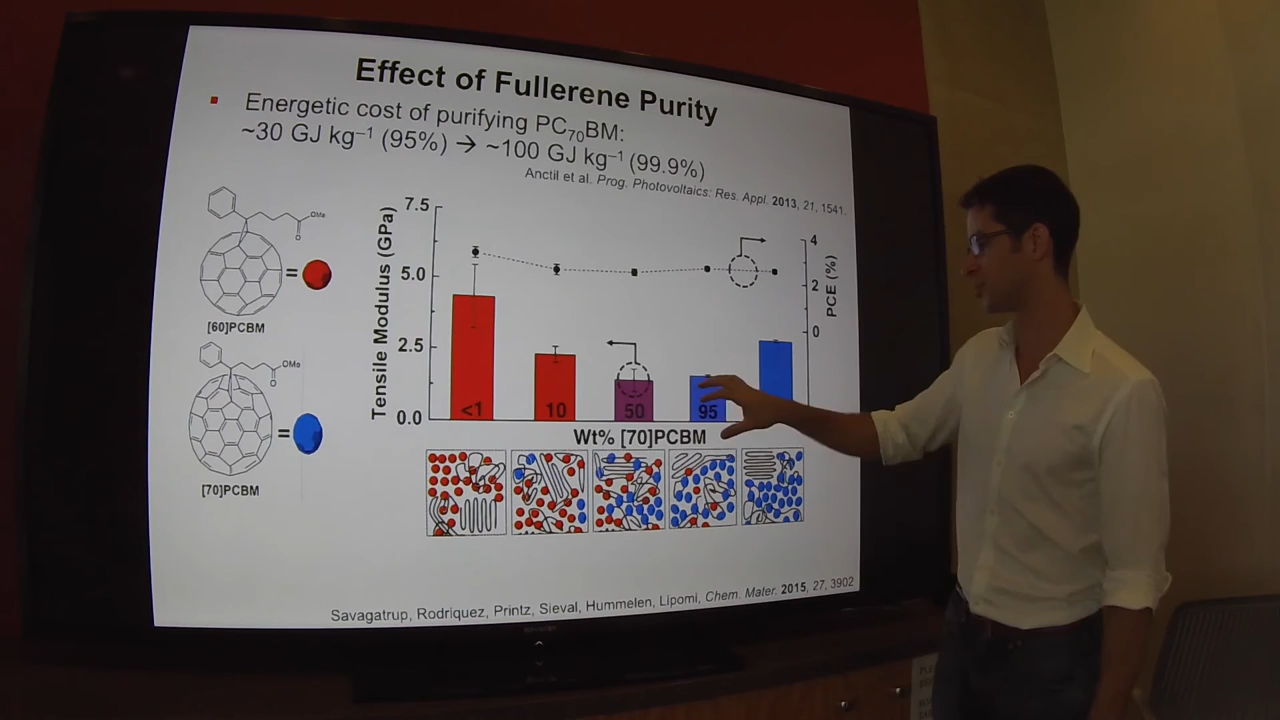 Effect of Fullerene Purity
Energetic cost of purifying PC70BM:
~30 GJ kg–1 (95%) → ~100 GJ kg–1 (99.9%)
Anctil et al. Prog. Photovoltaics: Res. Appl. 2013, 21, 1541.
OMe
O
=
[60]PCBM
OMe
O
=
[70]PCBM
Tensile Modulus (GPa)
7.5
5.0
2.5
0.0
4
2
0
PCE (%)
<1
10
50
95
Wt% [70]PCBM
Savagatrup, Rodriquez, Printz, Sieval, Hummelen, Lipomi, Chem. Mater. 2015, 27, 3902